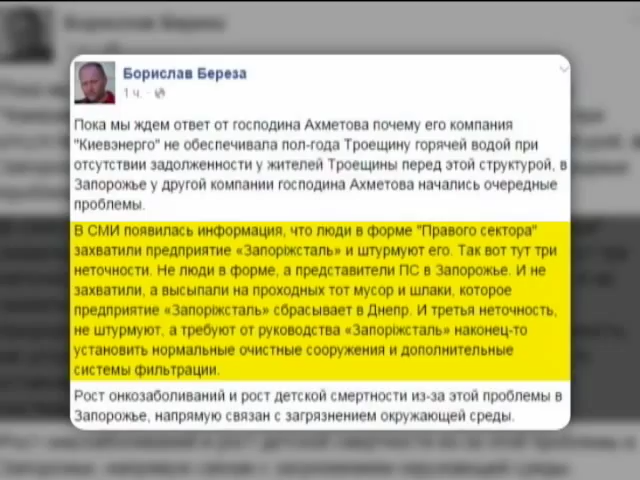 Борислав Береза
Борислав Береза
1 ч. ·
Пока мы ждем ответ от господина Ахметова почему его компания
"Киевэнерго" не обеспечивала пол-года Троещину горячей водой при
отсутствии задолженности у жителей Троещины перед этой структурой, в
Запорожье у другой компании господина Ахметова начались очередные
проблемы.
В СМИ появилась информация, что люди в форме "Правого сектора"
захватили предприятие «Запоріжсталь» и штурмуют его. Так вот тут три
неточности. Не люди в форме, а представители ПС в Запорожье. И не
захватили, а высыпали на проходных тот мусор и шлаки, которое
предприятие «Запоріжсталь» сбрасывает в Днепр. И третья неточность,
не штурмуют, а требуют от руководства «Запоріжсталь» наконец-то
установить нормальные очистные сооружения и дополнительные
системы фильтрации.
Рост онкозаболеваний и рост детской смертности из-за этой проблемы в
Запорожье, напрямую связан с загрязнением окружающей среды.